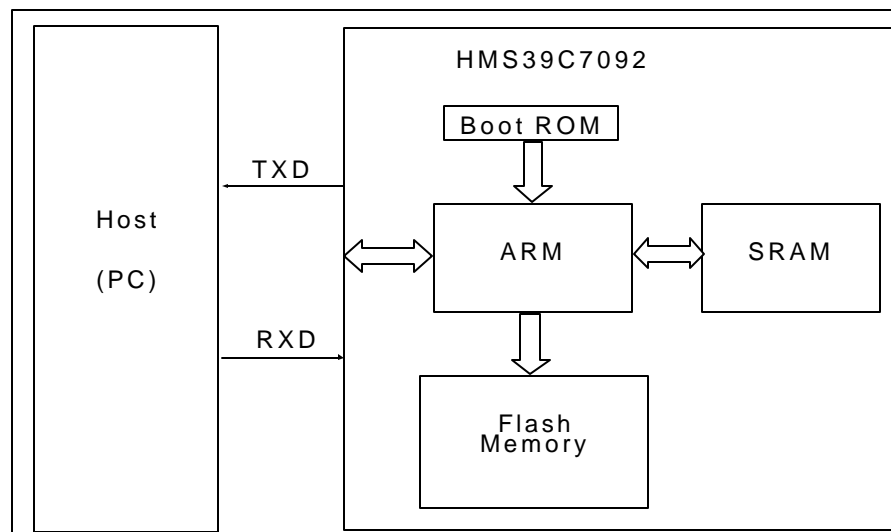 HMS39C7092
Boot ROM
TXD
Host
(PC)
ARM
SRAM
RXD
Flash
Memory